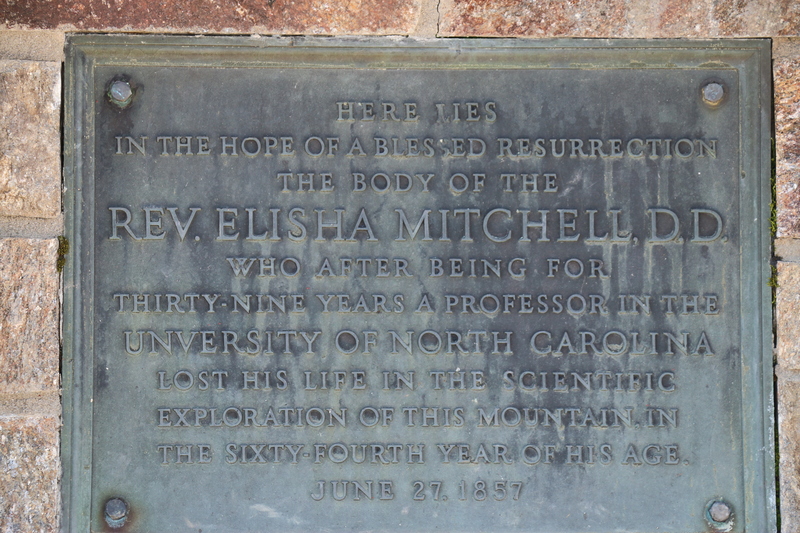 HERE LIES
IN THE HOPE OF A BLESSED RESURRECTION
THE BODY OF THE
REV. ELISHA MITCHELL, D.D.
WHO AFTER BEING FOR
THIRTY-NINE YEARS A PROFESSOR IN THE
UNVERSITY OF NORTH CAROLINA
LOST HIS LIFE IN THE SCIENTIFIC
EXPLORATION OF THIS MOUNTAIN, IN
THE SIXTY-FOURTH YEAR OF HIS AGE.
JUNE 27, 1857